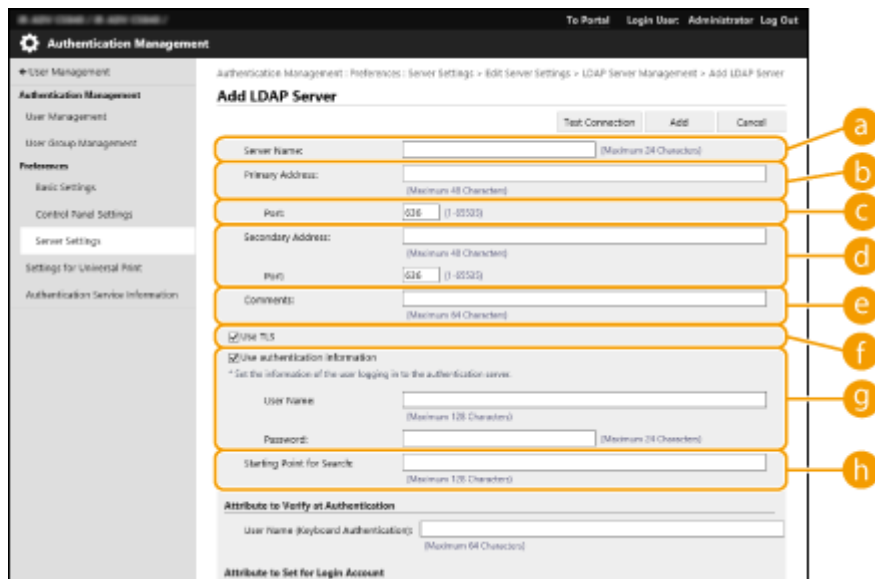 To Portal Login User: Administrator Log Out
Authentication Management
User Management
Authentication Management : Preferences : Server Settings > Edit Server Settings > LDAP Server Management > Add LDAP Server
Authentication Management
Add LDAP Server
User Management
Test Connection Add Cancel
a
User Group Management
Server Name: (Maximum 24 Characters)
Preferences
Primary Address:
b
Basic Settings
(Maximum 48 Characters)
Control Panel Settings
Port: 636 (1-65535)
c
Server Settings
Secondary Address:
(Maximum 48 Characters)
d
Settings for Universal Print
Port: 636 (1-65535)
Authentication Service Information
Comments:
(Maximum 64 Characters)
e
Use TLS
f
Use authentication information
* Set the information of the user logging in to the authentication server.
User Name:
g
(Maximum 128 Characters)
Password: (Maximum 24 Characters)
Starting Point for Search:
h
(Maximum 128 Characters)
Attribute to Verify at Authentication
User Name (Keyboard Authentication):
(Maximum 64 Characters)
Attribute to Set for Login Account